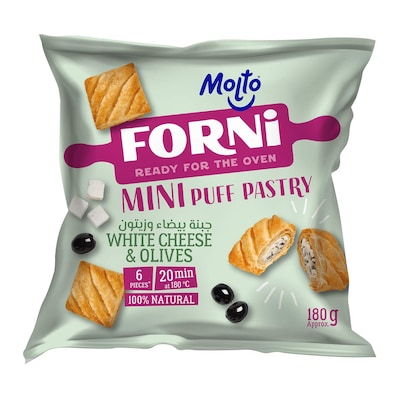 Molto
FORNi
READY FOR THE OVEN
MINI PUFF PASTRY
جبنة بيضاء وزيتون
WHITE CHEESE
& OLIVES
6
PIECES*
20 min
at 180 °C
100% NATURAL
180 g
Approx.